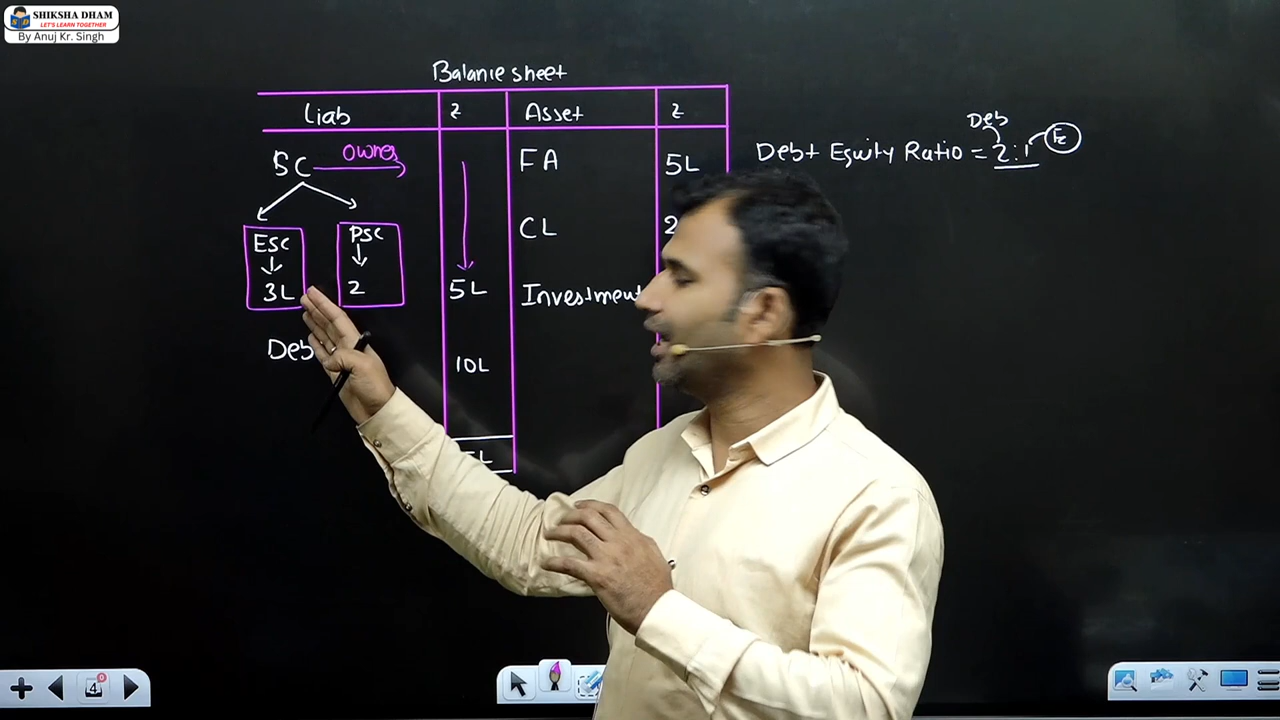 SHIKSHA DHAM
LET'S LEARN TOGETHER
By Anuj Kr. Singh
Balance sheet
Liab ₹ Asset ₹
SC owner FA 5L
ESC PSC CL 2
3L 2 5L Investment
Deb 10L
L
Debt Equity Ratio = 2:1
Deb
4